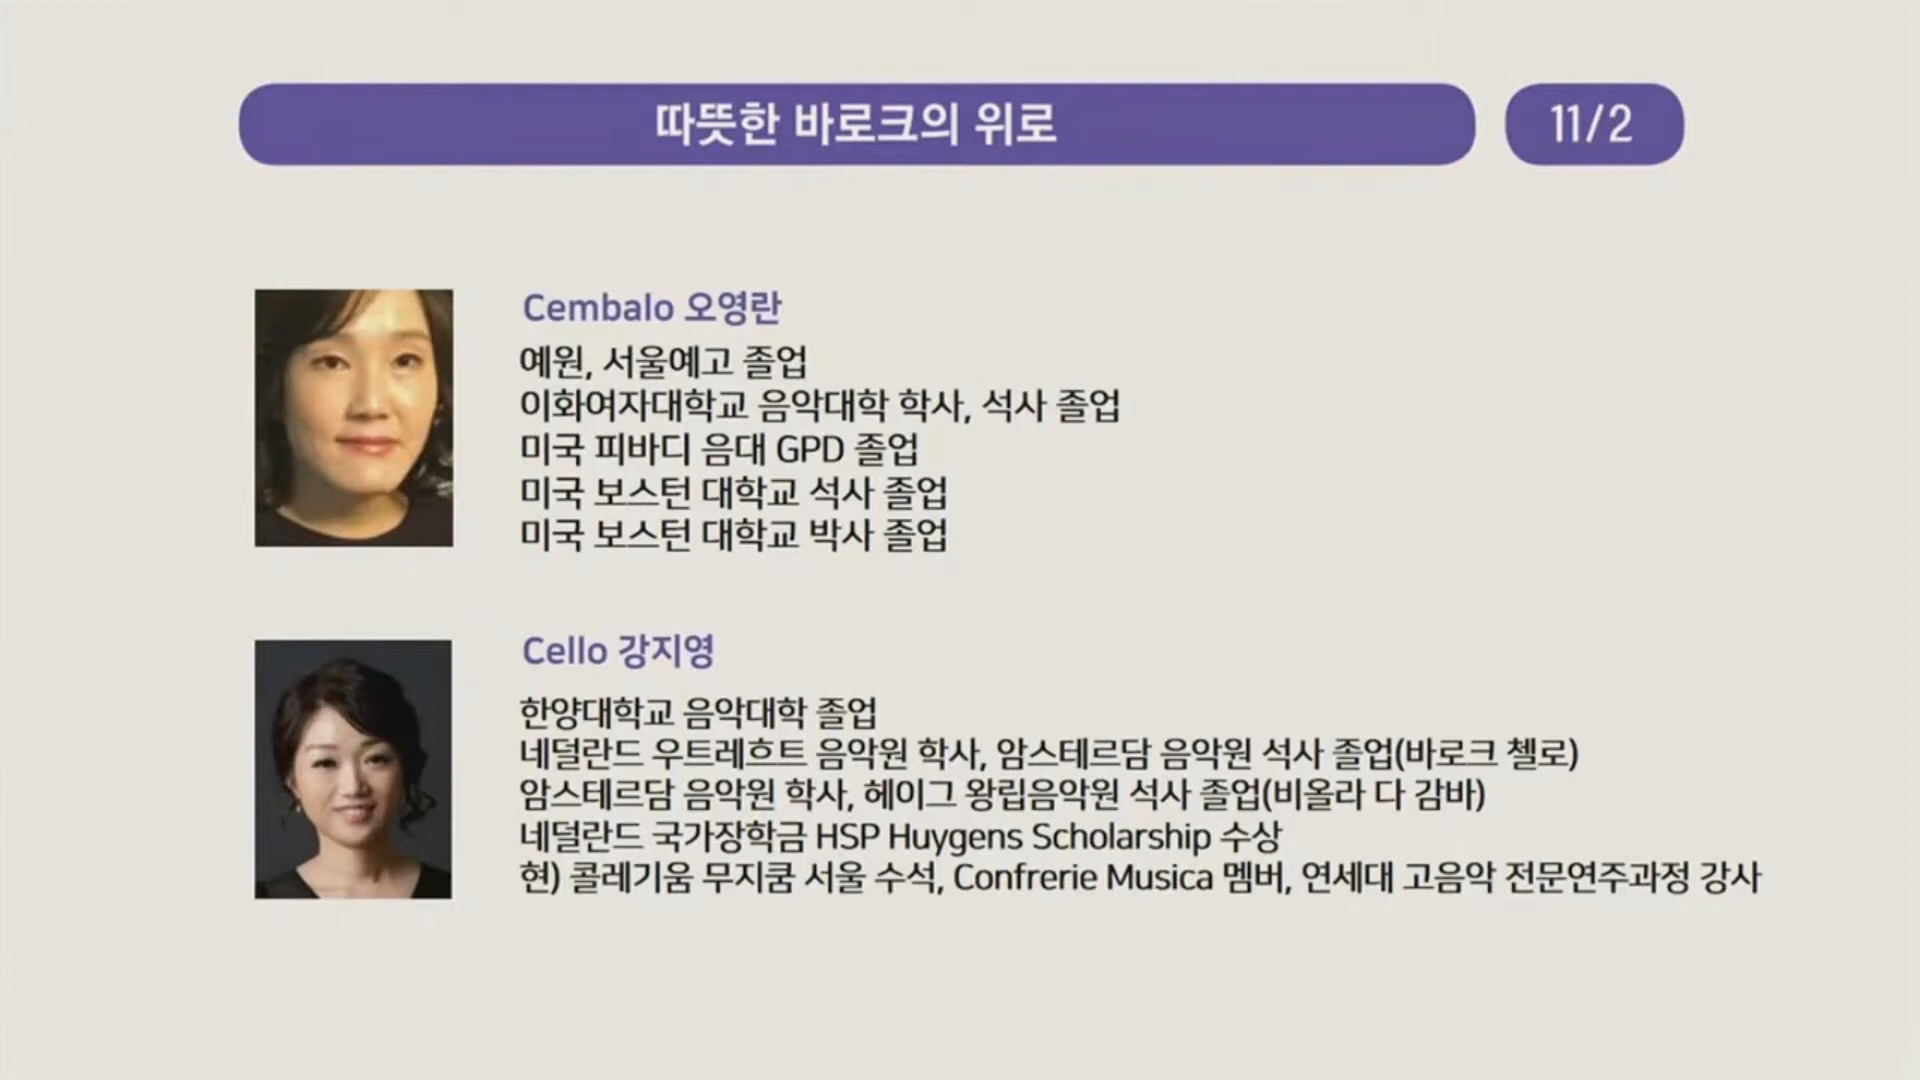 따뜻한 바로크의 위로
11/2
Cembalo 오영란
예원, 서울예고 졸업
이화여자대학교 음악대학 학사, 석사 졸업
미국 피바디 음대 GPD 졸업
미국 보스턴 대학교 석사 졸업
미국 보스턴 대학교 박사 졸업
Cello 강지영
한양대학교 음악대학 졸업
네덜란드 우트레흐트 음악원 학사, 암스테르담 음악원 석사 졸업(바로크 첼로)
암스테르담 음악원 학사, 헤이그 왕립음악원 석사 졸업(비올라 다 감바)
네덜란드 국가장학금 HSP Huygens Scholarship 수상
현) 콜레기움 무지쿰 서울 수석, Confrerie Musica 멤버, 연세대 고음악 전문연주과정 강사